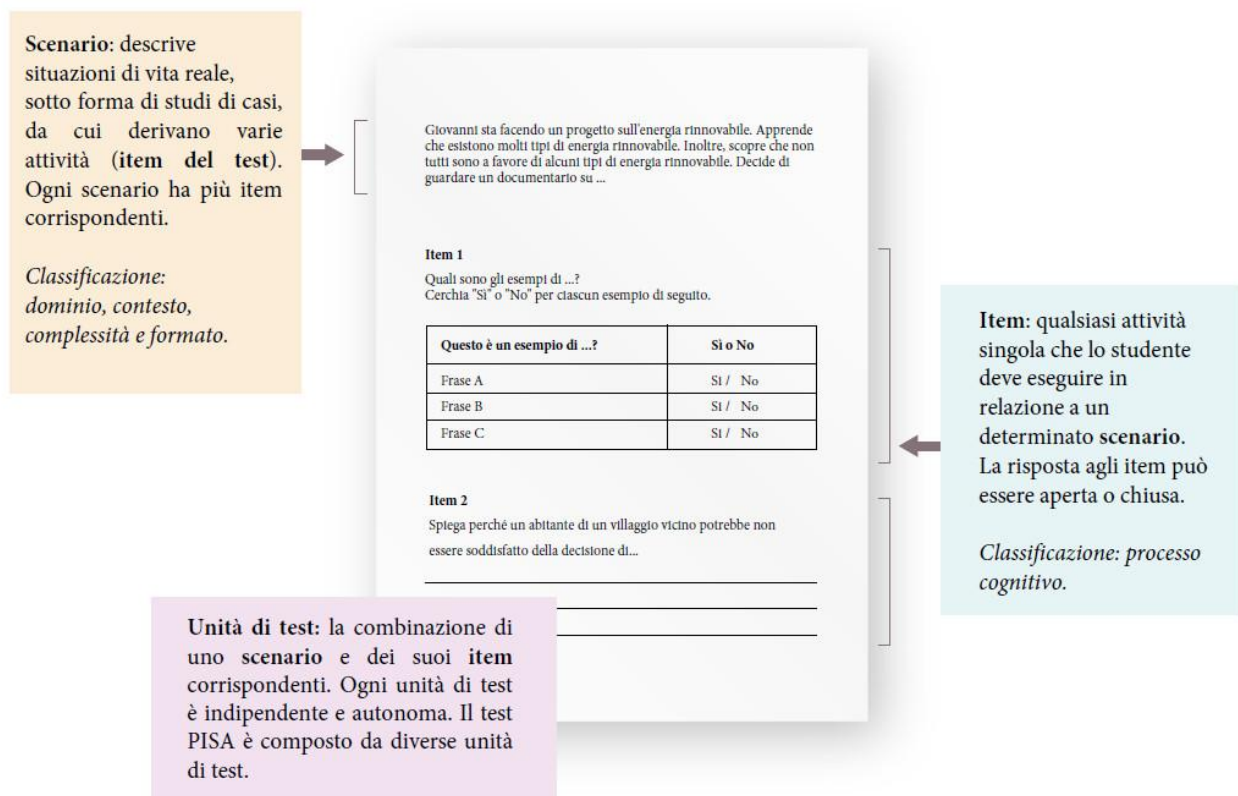 Scenario: descrive
situazioni di vita reale,
sotto forma di studi di casi,
da cui derivano varie
attività (item del test).
Ogni scenario ha più item
corrispondenti.
Classificazione:
dominio, contesto,
complessità e formato.
Giovanni sta facendo un progetto sull'energia rinnovabile. Apprende
che esistono molti tipi di energia rinnovabile. Inoltre, scopre che non
tutti sono a favore di alcuni tipi di energia rinnovabile. Decide di
guardare un documentario su ...
Item 1
Quali sono gli esempi di ...?
Cerchia "Sì" o "No" per ciascun esempio di seguito.
Questo è un esempio di ...? Sì o No
Frase A Sì / No
Frase B Sì / No
Frase C Sì / No
Item 2
Spiega perché un abitante di un villaggio vicino potrebbe non
essere soddisfatto della decisione di...
Item: qualsiasi attività
singola che lo studente
deve eseguire in
relazione a un
determinato scenario.
La risposta agli item può
essere aperta o chiusa.
Classificazione: processo
cognitivo.
Unità di test: la combinazione di
uno scenario e dei suoi item
corrispondenti. Ogni unità di test
è indipendente e autonoma. Il test
PISA è composto da diverse unità
di test.